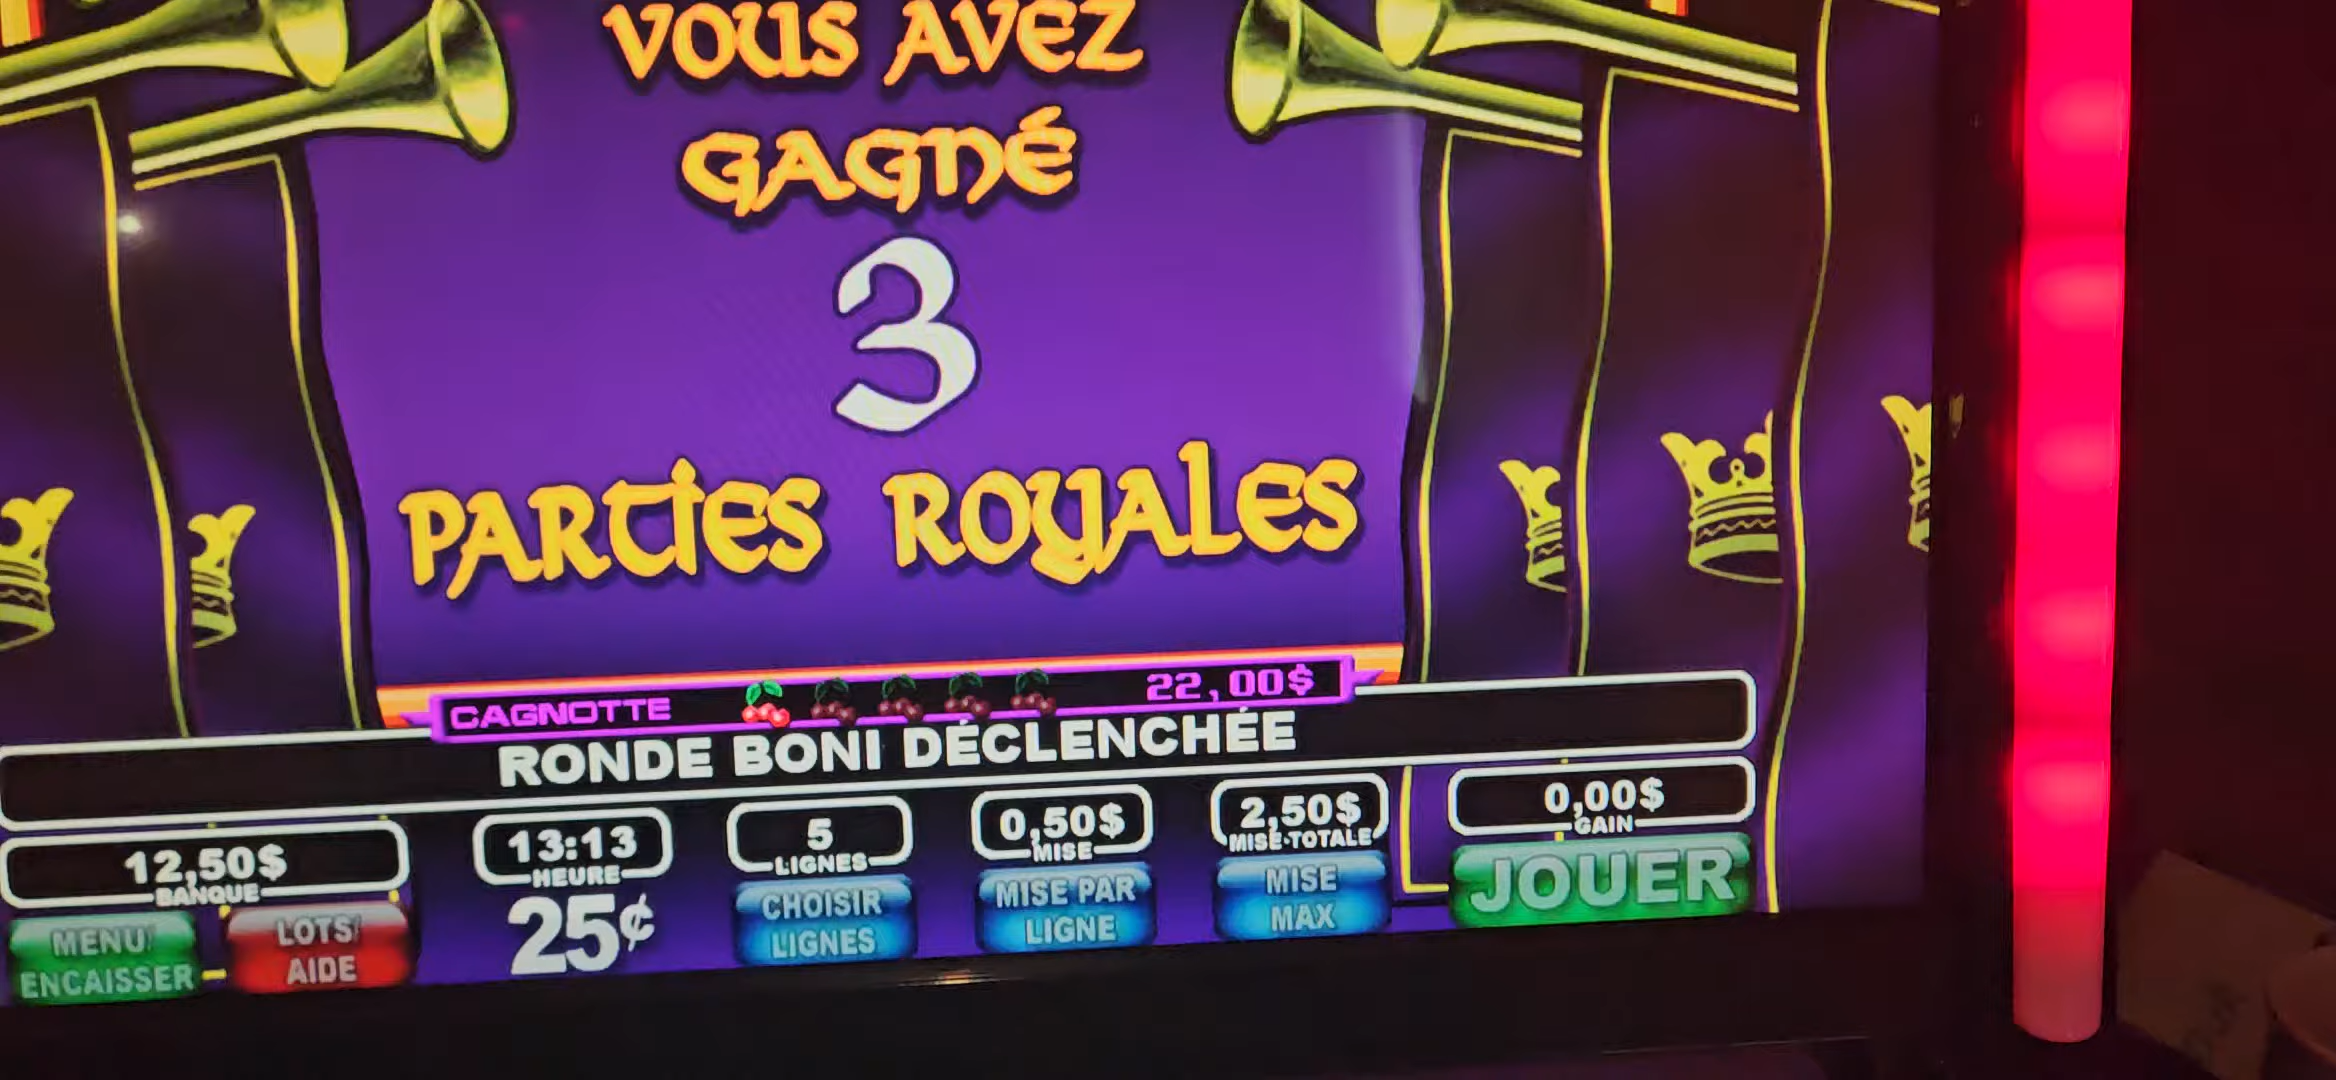 VOUS AVEZ
GAGNÉ
3
PARTIES ROYALES
CAGNOTTE 22,00$
RONDE BONI DÉCLENCHÉE
12,50$
BANQUE
13:13
HEURE
25¢
5
LIGNES
0,50$
MISE
2,50$
MISE-TOTALE
0,00$
GAIN
MENU/
ENCAISSER
LOTS/
AIDE
CHOISIR
LIGNES
MISE PAR
LIGNE
MISE
MAX
JOUER